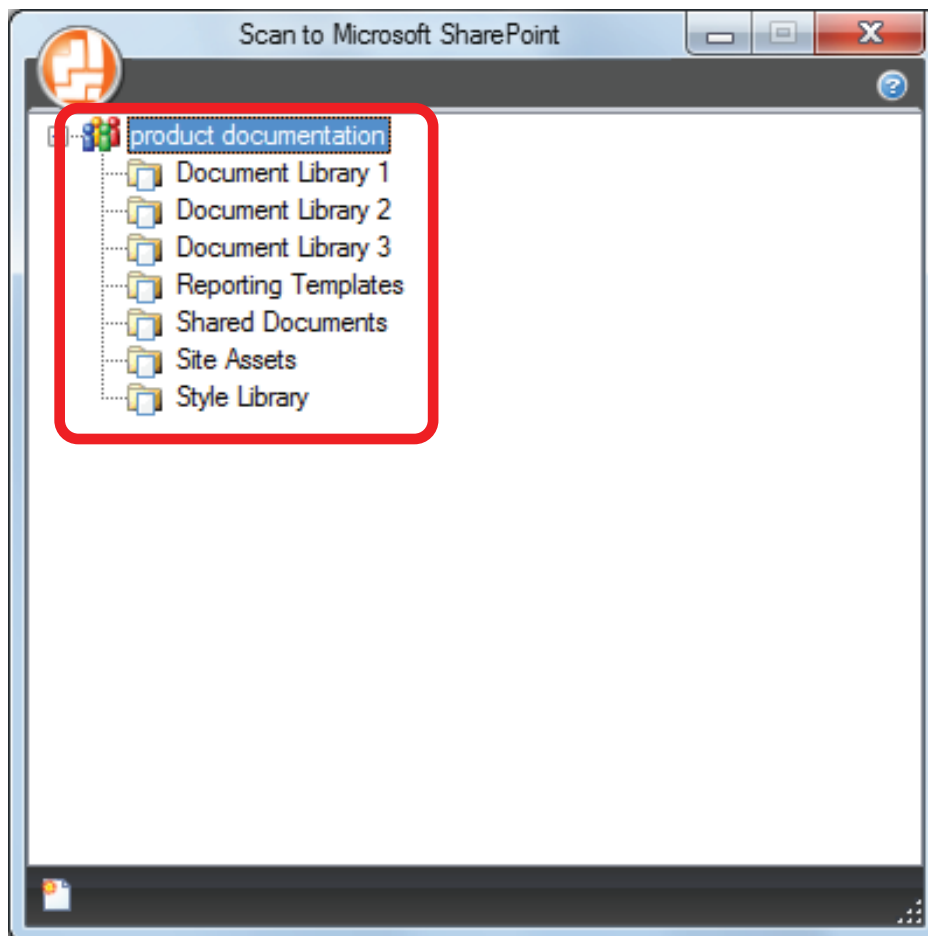 Scan to Microsoft SharePoint
product documentation
Document Library 1
Document Library 2
Document Library 3
Reporting Templates
Shared Documents
Site Assets
Style Library